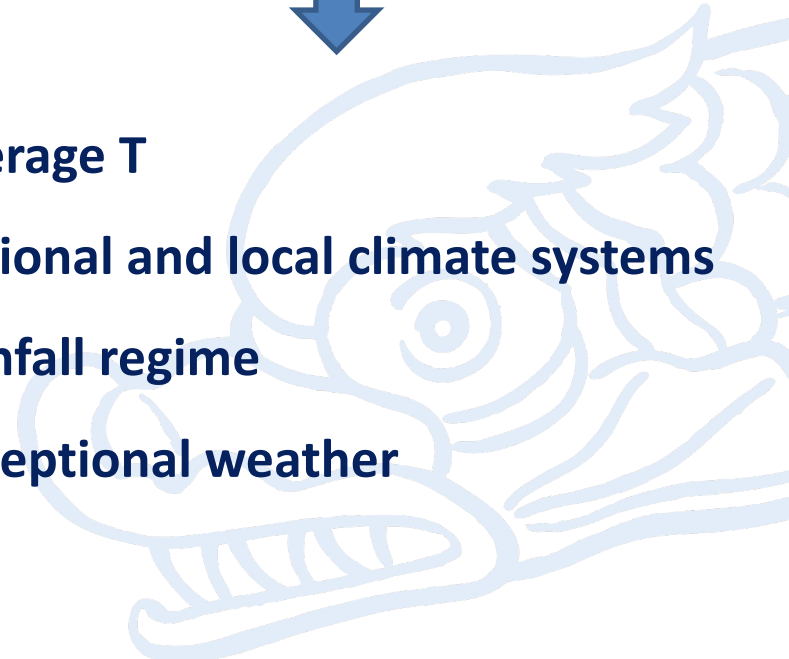 erage T
ional and local climate systems
nfall regime
eptional weather